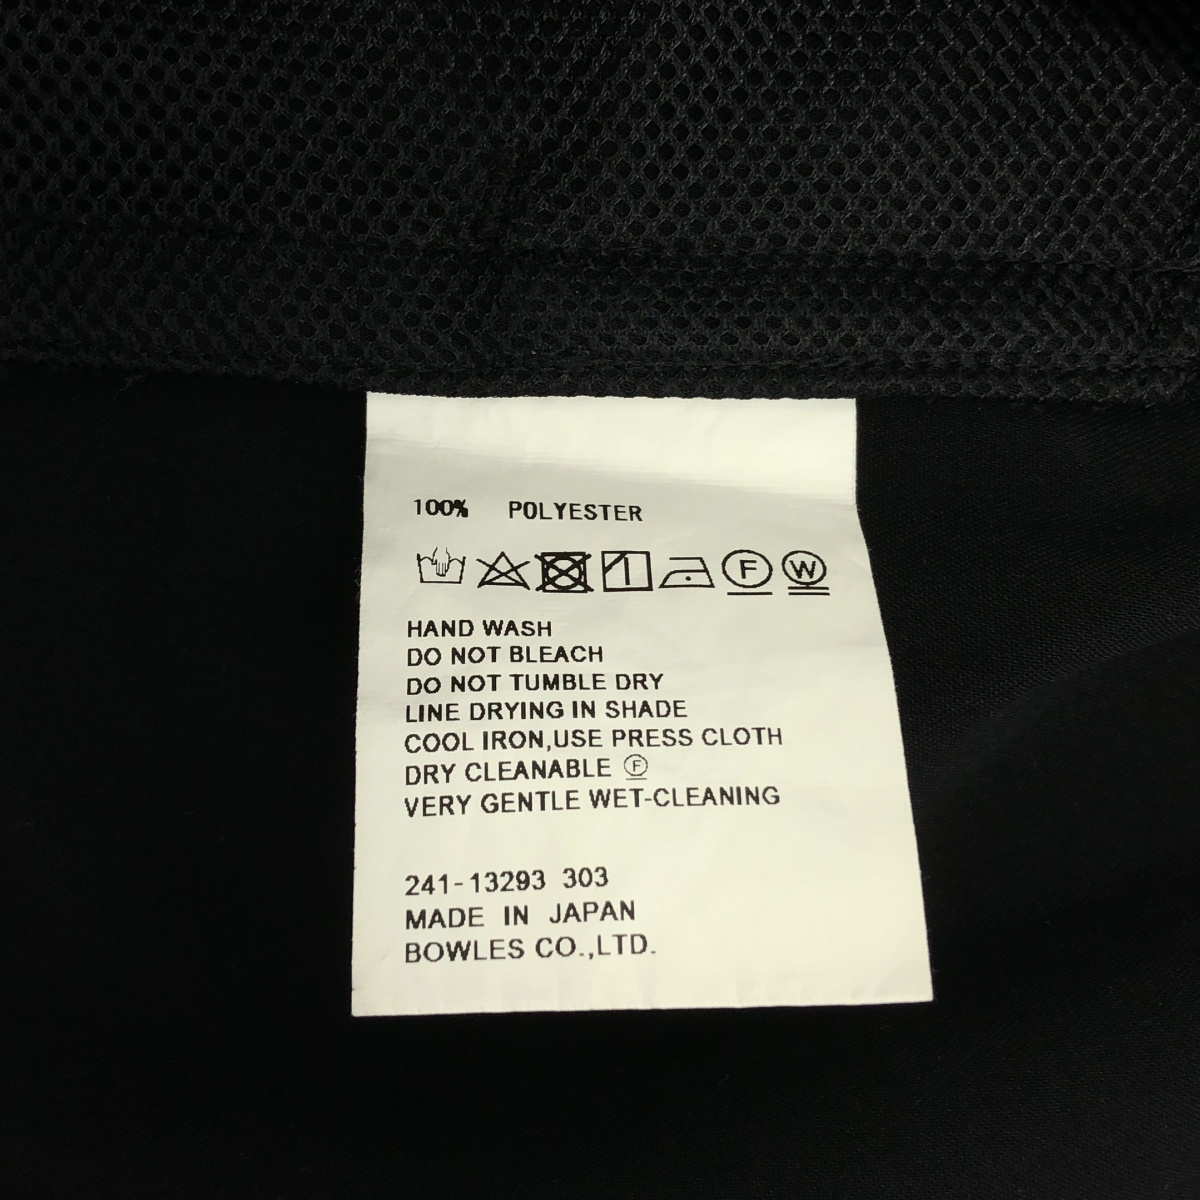 100% POLYESTER
F W
HAND WASH
DO NOT BLEACH
DO NOT TUMBLE DRY
LINE DRYING IN SHADE
COOL IRON,USE PRESS CLOTH
DRY CLEANABLE Ⓕ
VERY GENTLE WET-CLEANING
241-13293 303
MADE IN JAPAN
BOWLES CO.,LTD.